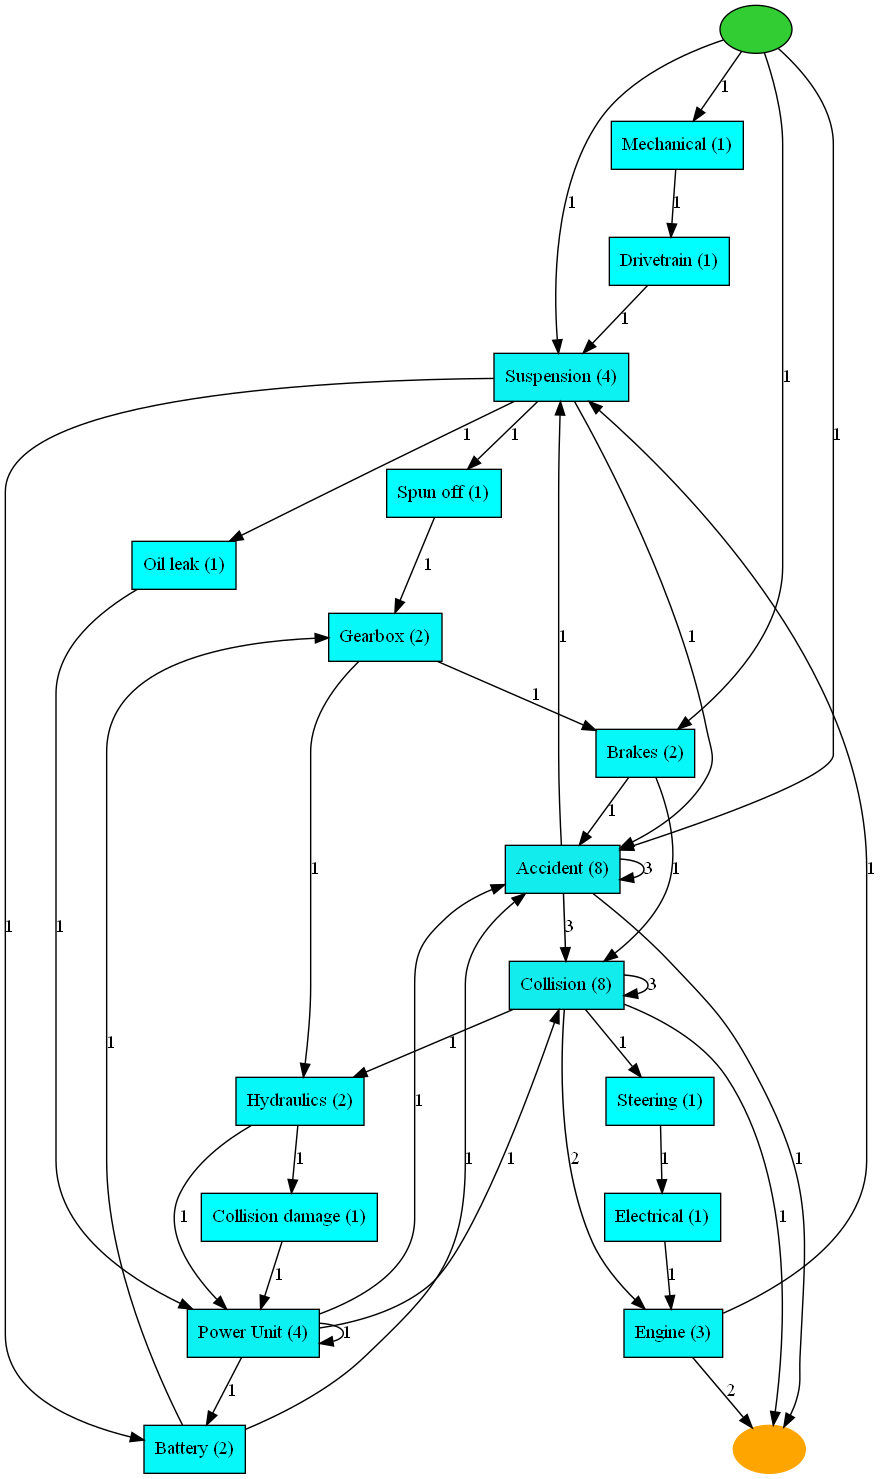 1
Mechanical (1)
1
1
Drivetrain (1)
1
Suspension (4)
1
1
1
1
Spun off (1)
Oil leak (1)
1
Gearbox (2)
1
1
1
Brakes (2)
1
Accident (8)
3
1
1
1
1
1
3
Collision (8)
3
1
1
1
Hydraulics (2)
Steering (1)
1
1
1
1
1
1
2
1
1
Collision damage (1)
Electrical (1)
1
1
1
Power Unit (4)
1
Engine (3)
1
2
Battery (2)